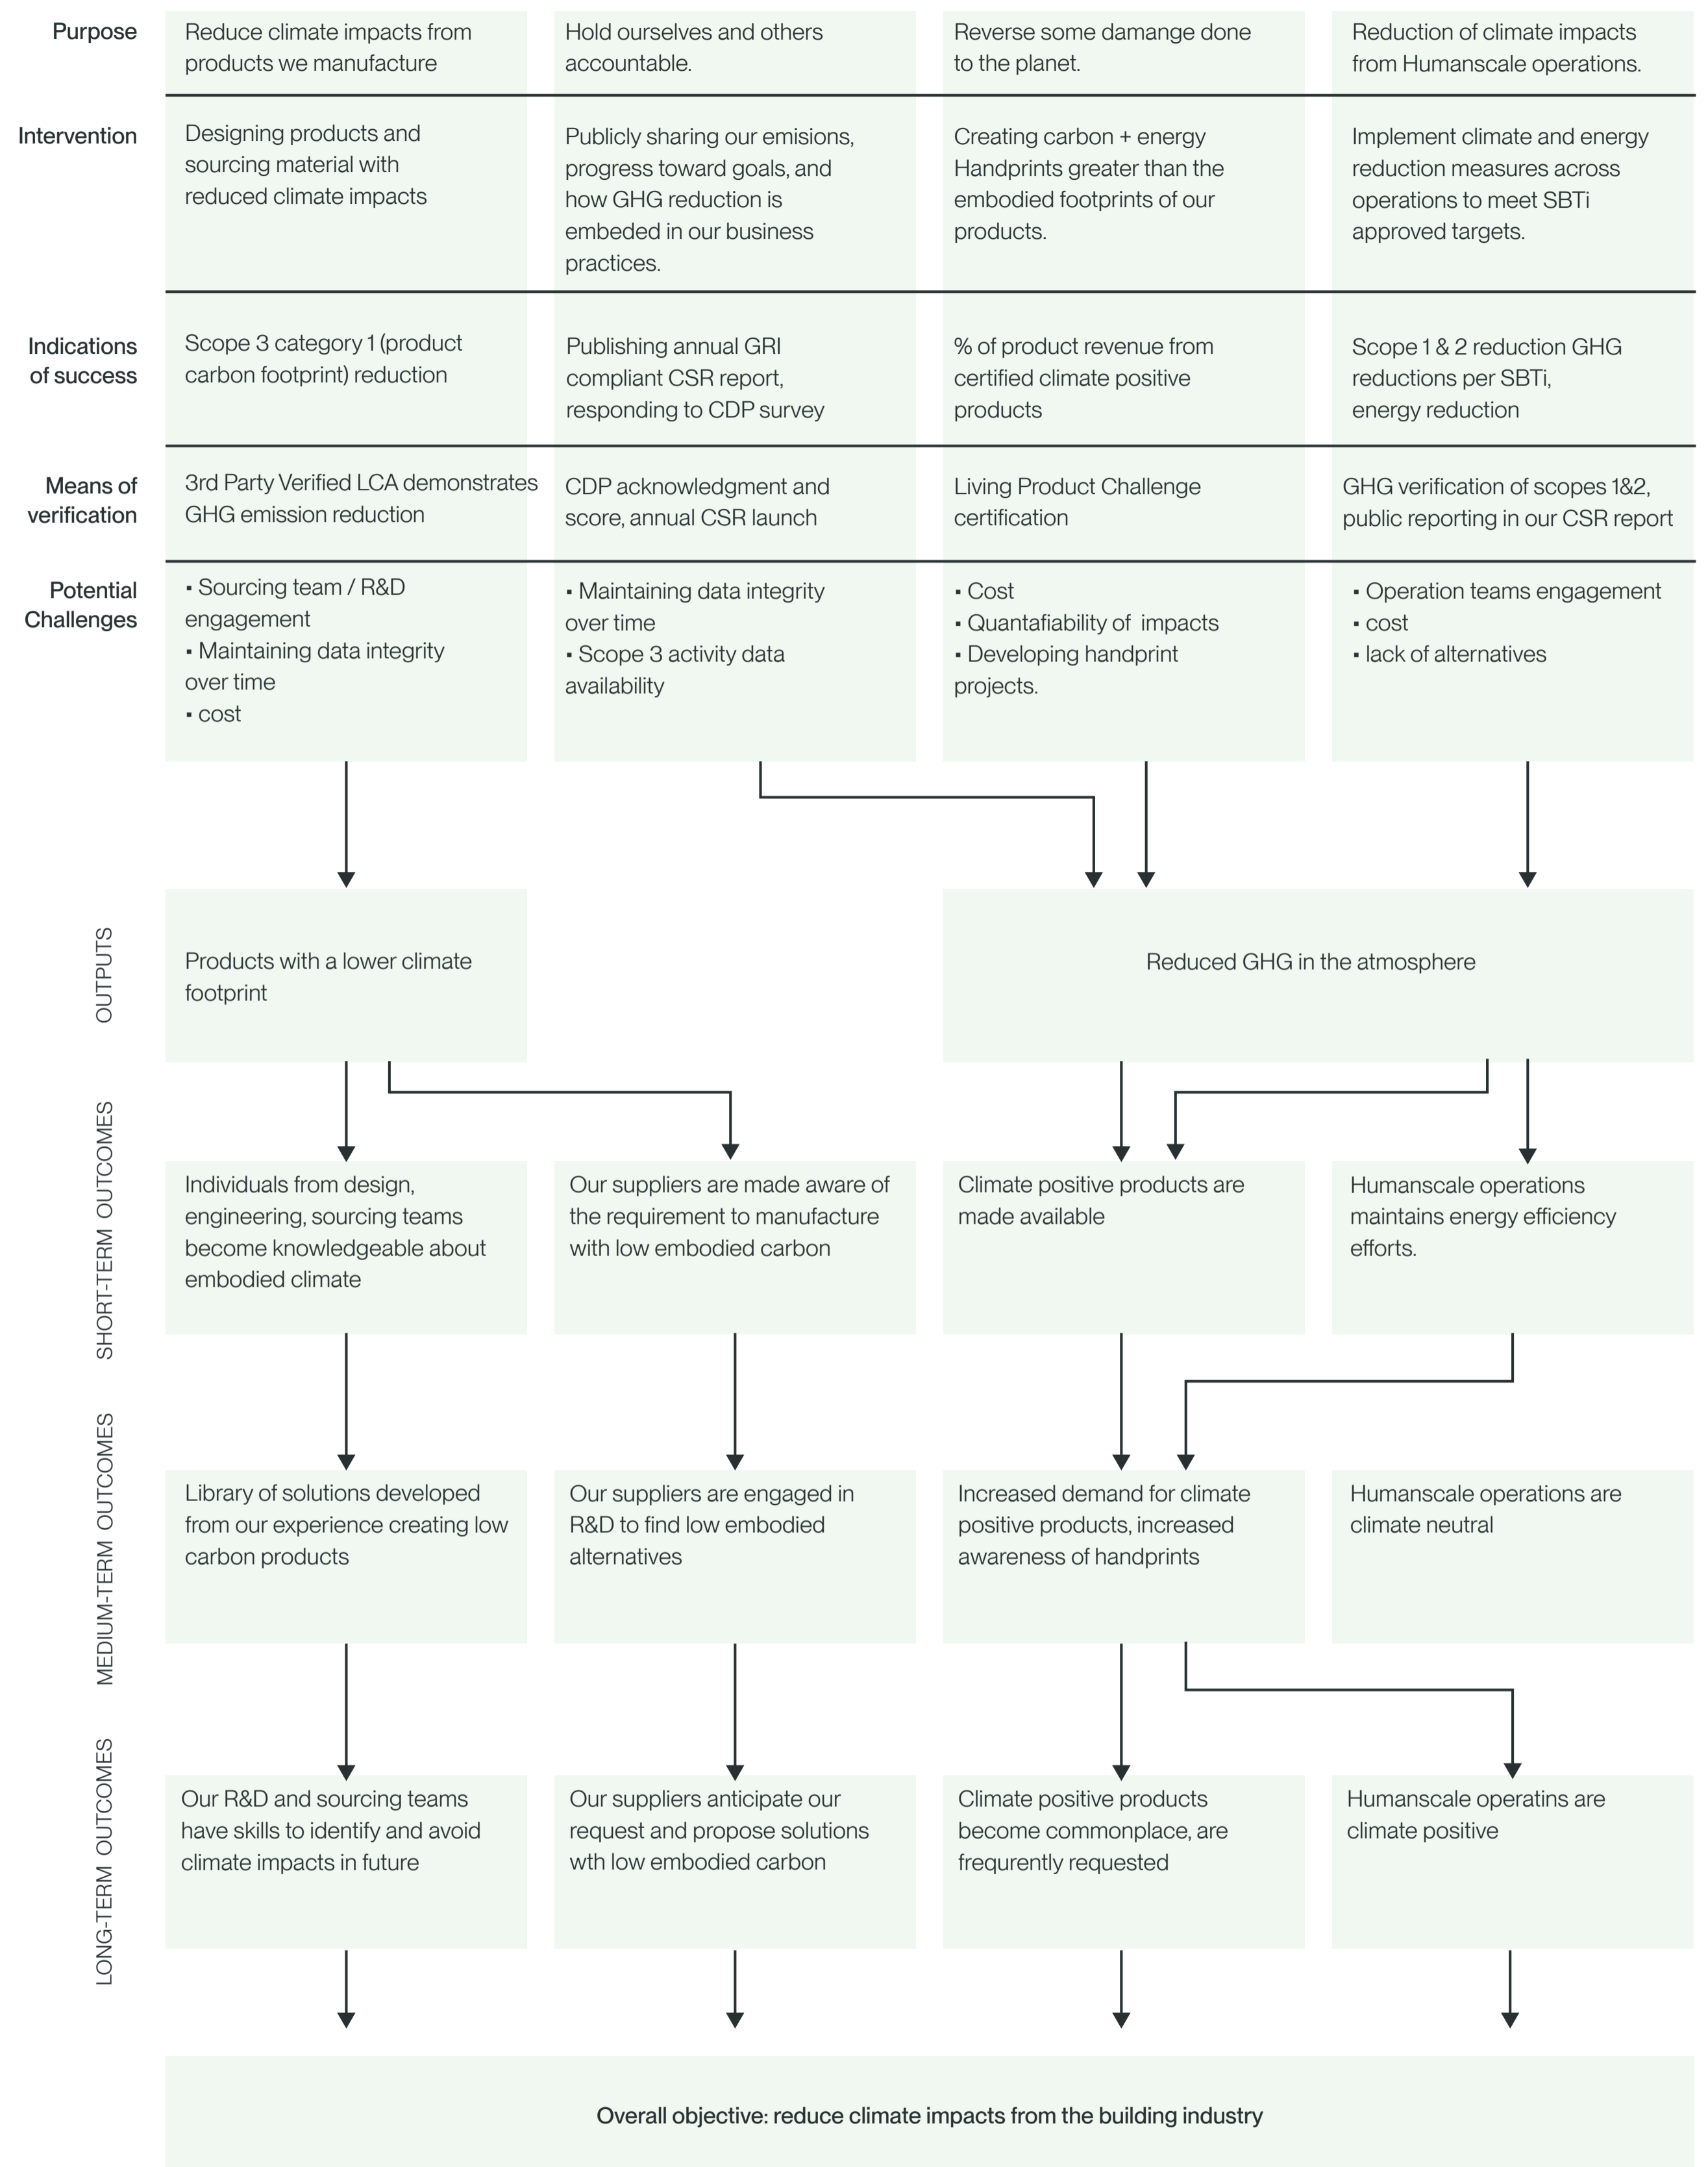 Purpose
Reduce climate impacts from
products we manufacture
Hold ourselves and others
accountable.
Reverse some damange done
to the planet.
Reduction of climate impacts
from Humanscale operations.
Intervention
Designing products and
sourcing material with
reduced climate impacts
Publicly sharing our emisions,
progress toward goals, and
how GHG reduction is
embeded in our business
practices.
Creating carbon + energy
Handprints greater than the
embodied footprints of our
products.
Implement climate and energy
reduction measures across
operations to meet SBTi
approved targets.
Indications
of success
Scope 3 category 1 (product
carbon footprint) reduction
Publishing annual GRI
compliant CSR report,
responding to CDP survey
% of product revenue from
certified climate positive
products
Scope 1 & 2 reduction GHG
reductions per SBTi,
energy reduction
Means of
verification
3rd Party Verified LCA demonstrates
GHG emission reduction
CDP acknowledgment and
score, annual CSR launch
Living Product Challenge
certification
GHG verification of scopes 1&2,
public reporting in our CSR report
Potential
Challenges
▪ Sourcing team / R&D
engagement
▪ Maintaining data integrity
over time
▪ cost
▪ Maintaining data integrity
over time
▪ Scope 3 activity data
availability
▪ Cost
▪ Quantafiability of impacts
▪ Developing handprint
projects.
▪ Operation teams engagement
▪ cost
▪ lack of alternatives
OUTPUTS
Products with a lower climate
footprint
Reduced GHG in the atmosphere
SHORT-TERM OUTCOMES
Individuals from design,
engineering, sourcing teams
become knowledgeable about
embodied climate
Our suppliers are made aware of
the requirement to manufacture
with low embodied carbon
Climate positive products are
made available
Humanscale operations
maintains energy efficiency
efforts.
MEDIUM-TERM OUTCOMES
Library of solutions developed
from our experience creating low
carbon products
Our suppliers are engaged in
R&D to find low embodied
alternatives
Increased demand for climate
positive products, increased
awareness of handprints
Humanscale operations are
climate neutral
LONG-TERM OUTCOMES
Our R&D and sourcing teams
have skills to identify and avoid
climate impacts in future
Our suppliers anticipate our
request and propose solutions
wth low embodied carbon
Climate positive products
become commonplace, are
frequrently requested
Humanscale operatins are
climate positive
Overall objective: reduce climate impacts from the building industry